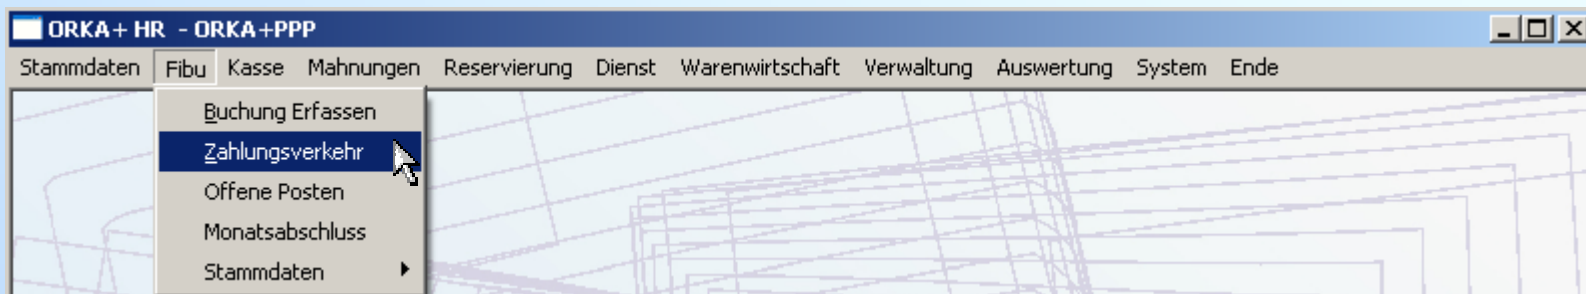 ORKA+ HR - ORKA+PPP
Stammdaten Fibu Kasse Mahnungen Reservierung Dienst Warenwirtschaft Verwaltung Auswertung System Ende
Buchung Erfassen
Zahlungsverkehr
Offene Posten
Monatsabschluss
Stammdaten